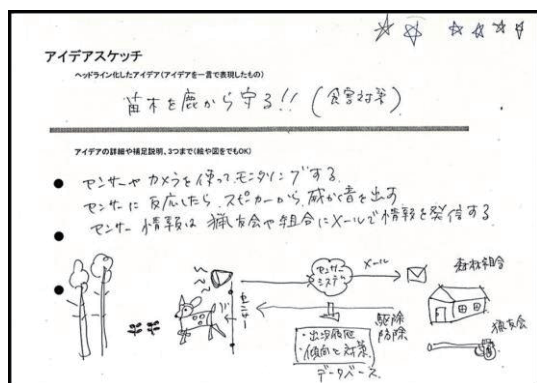 アイデアスケッチ
ヘッドライン化したアイデア(アイデアを一言で表現したもの)
苗木を鹿から守る!! (食害対策)
アイデアの詳細や補足説明、3つまで(絵や図をでもOK)
センサーやカメラを使って、モニタリングする。
センサーに反応したら、スピーカーから、威かく音を出す
センサー情報は猟友会や組合にメールで情報を発信する
センサーシステム
メール
森林組合
センサー
駆除
防除
猟友会
・出没履歴
・傾向と対策
データベース